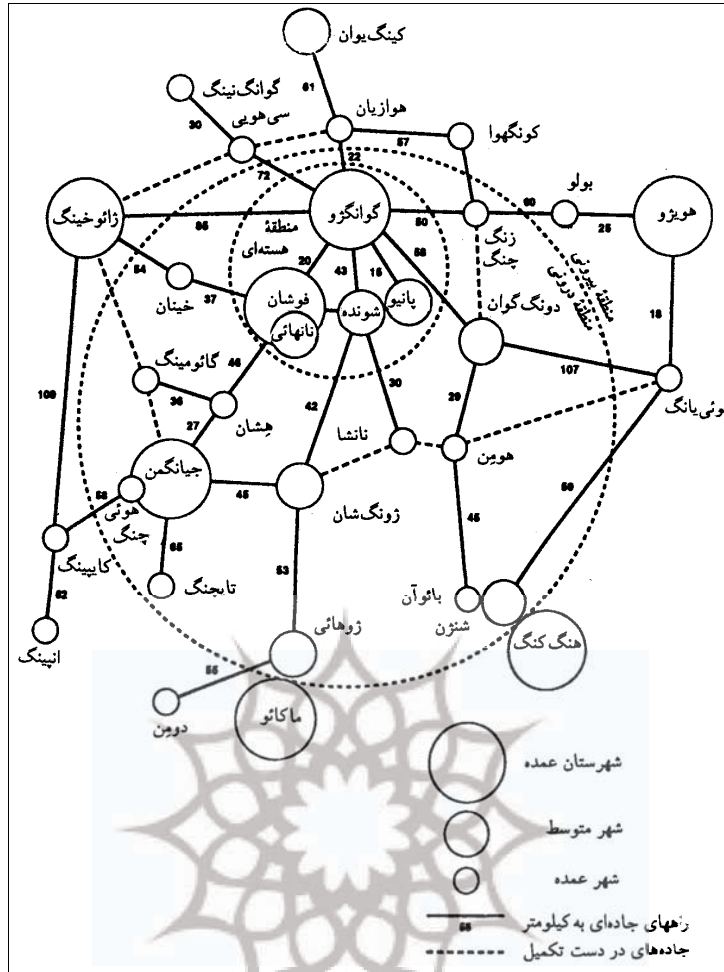 کینگ‌یوان
61
گوانگ‌نینگ
30
سی‌هویی
هوازیان
22
57
کونگهوا
72
ژائوخینگ
85
گوانگژو
50
زنگ
چنگ
60
بولو
25
هویژو
منطقهٔ
هسته‌ای
20
43
15
58
منطقهٔ بیرونی
منطقهٔ درونی
54
خینان
37
فوشان
نانهائی
شونده
پانیو
دونگ‌گوان
18
107
وئی‌یانگ
109
گائومینگ
36
46
هِشان
27
42
30
نانشا
29
هومِن
59
جیانگمن
هوئی
چنگ
58
45
ژونگ‌شان
45
کایپینگ
65
تایجنگ
62
انپینگ
53
بائوآن
شنژن
هنگ‌کنگ
ژوهائی
55
دومِن
ماکائو
شهرستان عمده
شهر متوسط
شهر عمده
راههای جاده‌ای به کیلومتر
55
جاده‌های در دست تکمیل